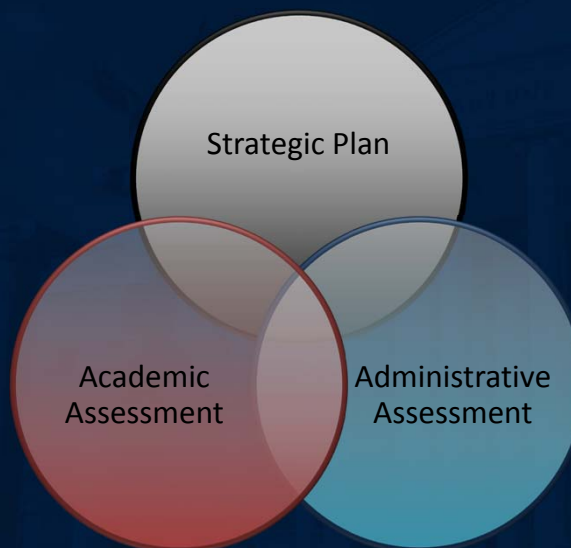 Strategic Plan
Academic
Assessment
Administrative
Assessment